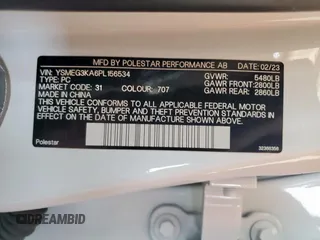 MFD BY POLESTAR PERFORMANCE AB 02/23
VIN: YSMEG3KA6PL156534 GVWR: 5480LB
TYPE: PC GAWR FRONT:2800LB
MARKET: 31 COLOUR: 707 GAWR REAR: 2860LB
MADE IN CHINA
THIS VEHICLE CONFORMS TO ALL APPLICABLE FEDERAL MOTOR VEHICLE
SAFETY, BUMPER, AND THEFT PREVENTION STANDARDS IN EFFECT ON THE
DATE OF MANUFACTURE SHOWN ABOVE.
Polestar 32365358
© DREAMBID